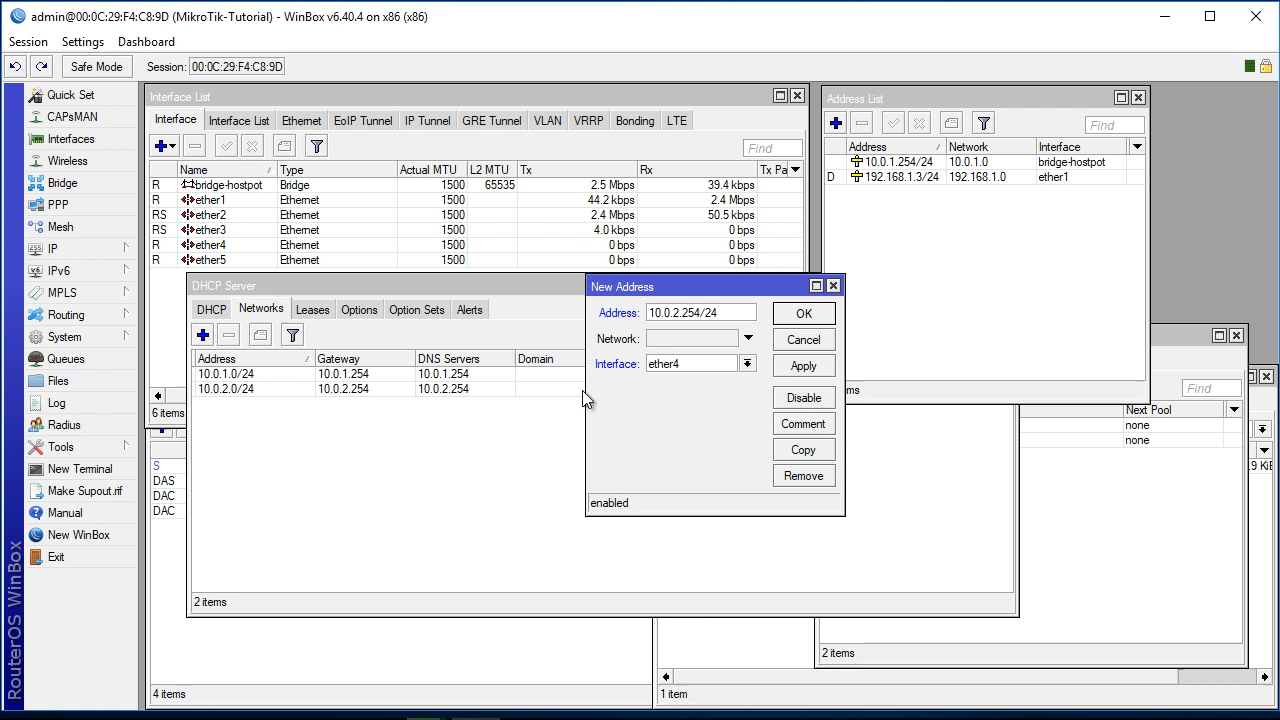 admin@00:0C:29:F4:C8:9D (MikroTik-Tutorial) - WinBox v6.40.4 on x86 (x86)
Session Settings Dashboard
Safe Mode Session: 00:0C:29:F4:C8:9D
Quick Set
CAPsMAN
Interfaces
Wireless
Bridge
PPP
Mesh
IP
IPv6
MPLS
Routing
System
Queues
Files
Log
Radius
Tools
New Terminal
Make Supout.rif
Manual
New WinBox
Exit
RouterOS WinBox
Interface List
Interface Interface List Ethernet EoIP Tunnel IP Tunnel GRE Tunnel VLAN VRRP Bonding LTE
Find
Name Type Actual MTU L2 MTU Tx Rx Tx Pa
R bridge-hostpot Bridge 1500 65535 2.5 Mbps 39.4 kbps
R ether1 Ethernet 1500 44.2 kbps 2.4 Mbps
RS ether2 Ethernet 1500 2.4 Mbps 50.5 kbps
RS ether3 Ethernet 1500 4.0 kbps 0 bps
R ether4 Ethernet 1500 0 bps 0 bps
R ether5 Ethernet 1500 0 bps 0 bps
6 items
Address List
Find
Address Network Interface
10.0.1.254/24 10.0.1.0 bridge-hostpot
D 192.168.1.3/24 192.168.1.0 ether1
ms
DHCP Server
DHCP Networks Leases Options Option Sets Alerts
Address Gateway DNS Servers Domain
10.0.1.0/24 10.0.1.254 10.0.1.254
10.0.2.0/24 10.0.2.254 10.0.2.254
2 items
New Address
Address: 10.0.2.254/24
Network:
Interface: ether4
OK
Cancel
Apply
Disable
Comment
Copy
Remove
enabled
Find
Next Pool
none
none
2 items
S
DAS
DAC
DAC
4 items
1 item